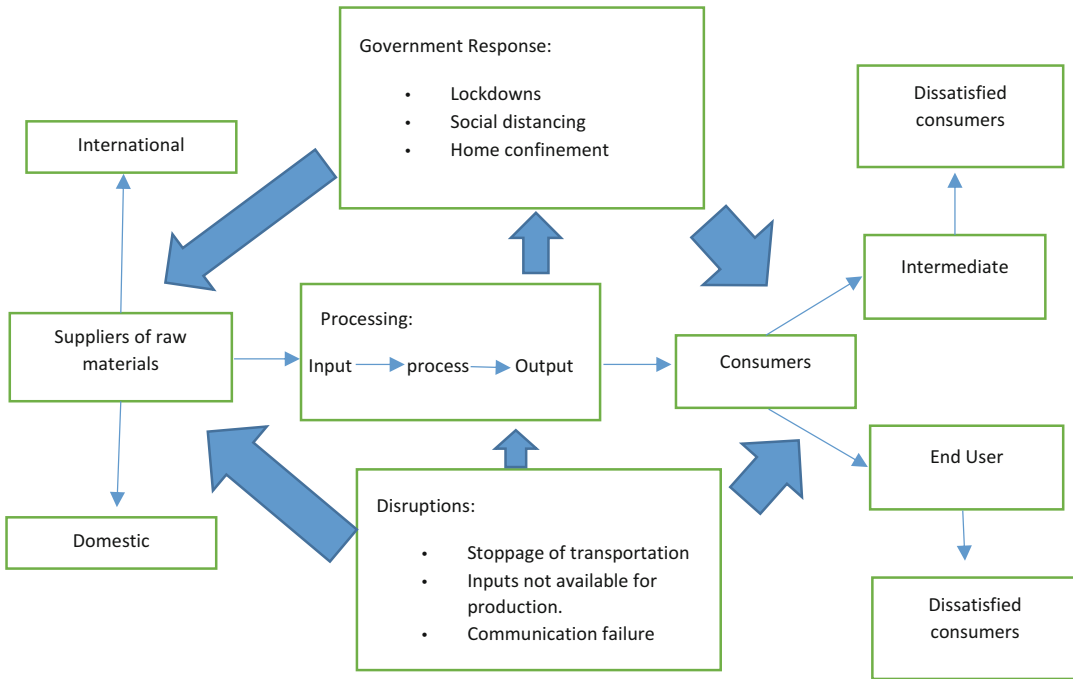 Government Response:
• Lockdowns
• Social distancing
• Home confinement
Dissatisfied
consumers
International
Intermediate
Suppliers of raw
materials
Processing:
Input process Output
Consumers
End User
Domestic
Disruptions:
• Stoppage of transportation
• Inputs not available for
production.
• Communication failure
Dissatisfied
consumers